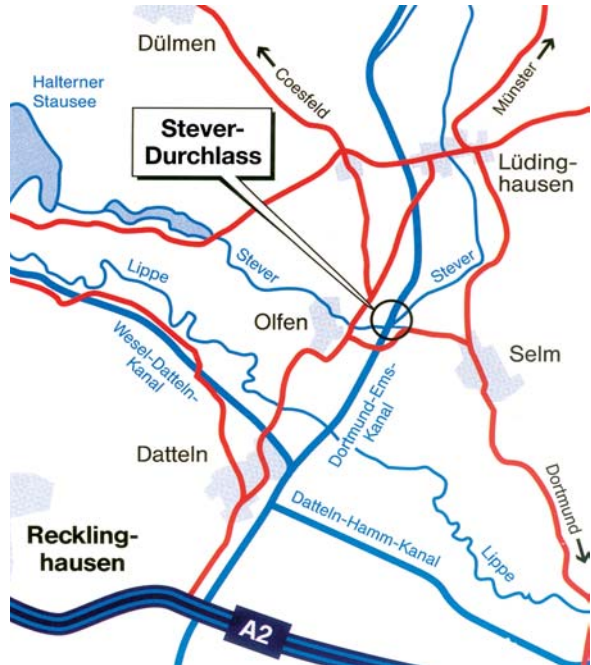 Dülmen
Halterner
Stausee
Coesfeld
Münster
Stever-
Durchlass
Lüding-
hausen
Stever
Stever
Lippe
Olfen
Selm
Wesel-Datteln-
Kanal
Dortmund-Ems-
Kanal
Datteln
Datteln-Hamm-Kanal
Dortmund
Lippe
Reckling-
hausen
A2